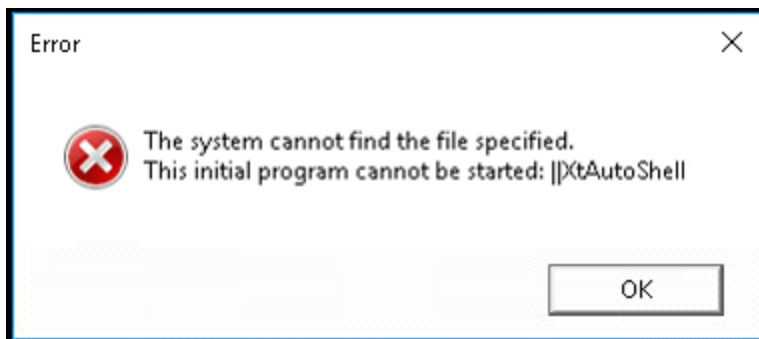 Error
The system cannot find the file specified.
This initial program cannot be started: ||XtAutoShell
OK